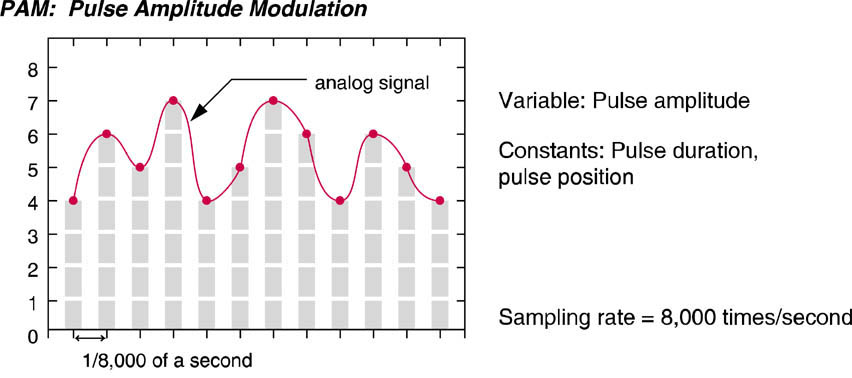 PAM: Pulse Amplitude Modulation
8
analog signal
7
Variable: Pulse amplitude
6
Constants: Pulse duration,
pulse position
5
4
3
2
1
Sampling rate = 8,000 times/second
0
1/8,000 of a second